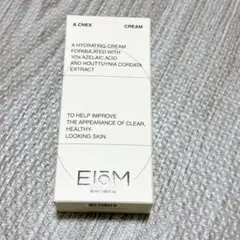 A.CNEX CREAM
A HYDRATING CREAM
FORMULATED WITH
10% AZELAIC ACID
AND HOUTTUYNIA CORDATA
EXTRACT
TO HELP IMPROVE
THE APPEARANCE OF CLEAR,
HEALTHY-
LOOKING SKIN.
EIōM